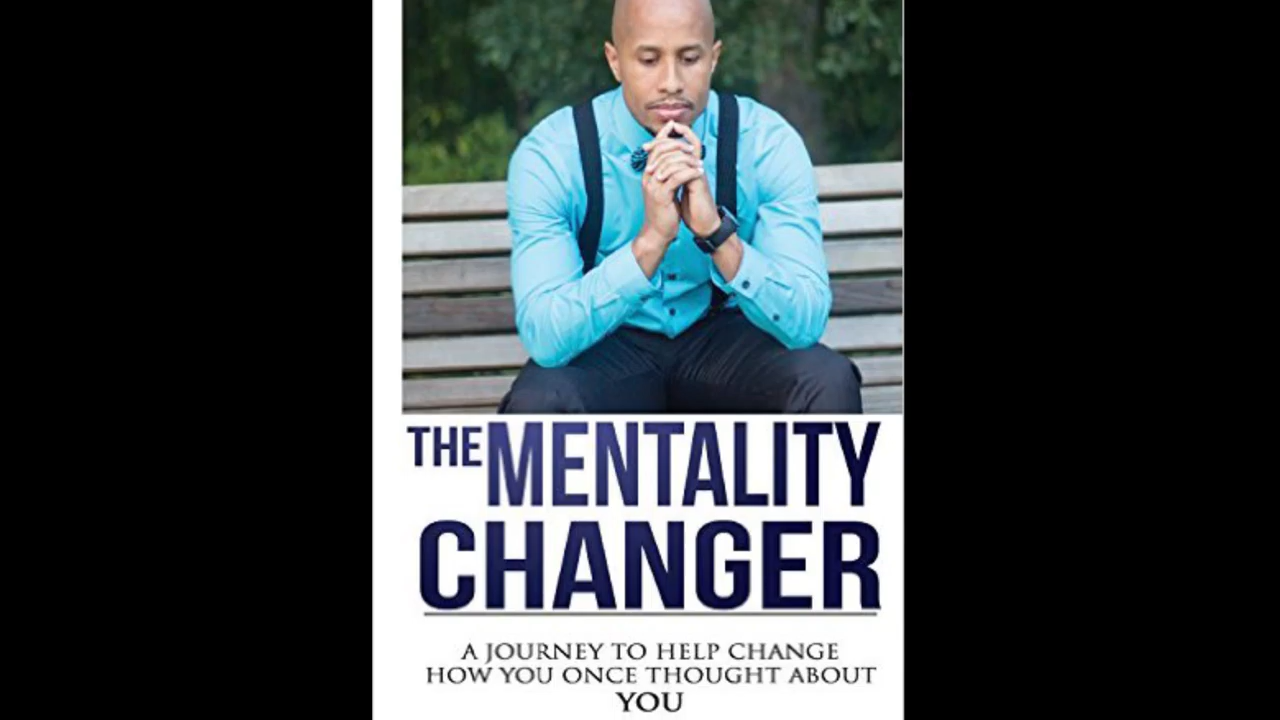 THE MENTALITY
CHANGER
A JOURNEY TO HELP CHANGE
HOW YOU ONCE THOUGHT ABOUT
YOU